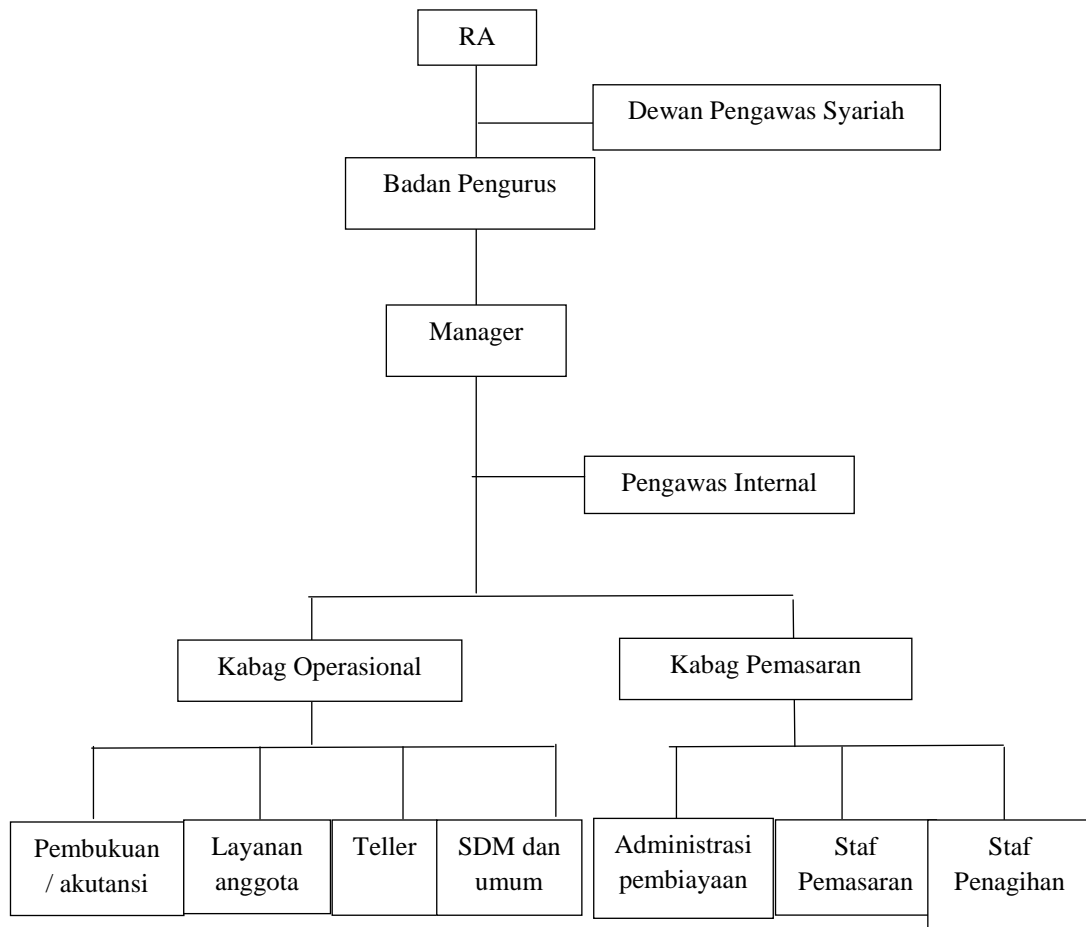 RA
Dewan Pengawas Syariah
Badan Pengurus
Manager
Pengawas Internal
Kabag Operasional
Kabag Pemasaran
Pembukuan
/ akutansi
Layanan
anggota
Teller
SDM dan
umum
Administrasi
pembiayaan
Staf
Pemasaran
Staf
Penagihan